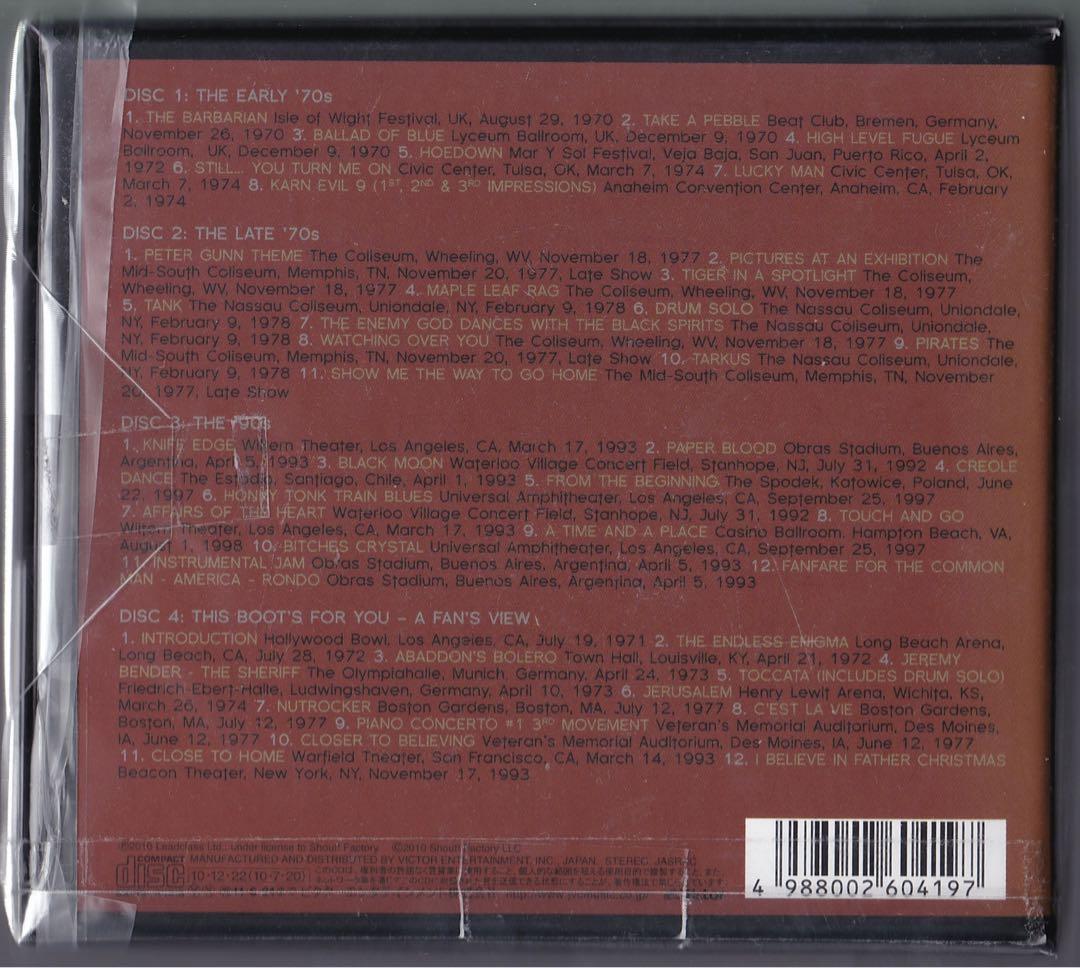 DISC 1: THE EARLY '70s
1. THE BARBARIAN Isle of Wight Festival, UK, August 29, 1970 2. TAKE A PEBBLE Beat Club, Bremen, Germany,
November 26, 1970 3. BALLAD OF BLUE Lyceum Ballroom, UK, December 9, 1970 4. HIGH LEVEL FUGUE Lyceum
Ballroom, UK, December 9, 1970 5. HOEDOWN Mar Y Sol Festival, Veja Baja, San Juan, Puerto Rico, April 2,
1972 6. STILL... YOU TURN ME ON Civic Center, Tulsa, OK, March 7, 1974 7. LUCKY MAN Civic Center, Tulsa, OK,
March 7, 1974 8. KARN EVIL 9 (1ST, 2ND & 3RD IMPRESSIONS) Anaheim Convention Center, Anaheim, CA, February
2, 1974
DISC 2: THE LATE '70s
1. PETER GUNN THEME The Coliseum, Wheeling, WV, November 18, 1977 2. PICTURES AT AN EXHIBITION The
Mid-South Coliseum, Memphis, TN, November 20, 1977, Late Show 3. TIGER IN A SPOTLIGHT The Coliseum,
Wheeling, WV, November 18, 1977 4. MAPLE LEAF RAG The Coliseum, Wheeling, WV, November 18, 1977
5. TANK The Nassau Coliseum, Uniondale, NY, February 9, 1978 6. DRUM SOLO The Nassau Coliseum, Uniondale,
NY, February 9, 1978 7. THE ENEMY GOD DANCES WITH THE BLACK SPIRITS The Nassau Coliseum, Uniondale,
NY, February 9, 1978 8. WATCHING OVER YOU The Coliseum, Wheeling, WV, November 18, 1977 9. PIRATES The
Mid-South Coliseum, Memphis, TN, November 20, 1977, Late Show 10. TARKUS The Nassau Coliseum, Uniondale,
NY, February 9, 1978 11. SHOW ME THE WAY TO GO HOME The Mid-South Coliseum, Memphis, TN, November
20, 1977, Late Show
DISC 3: THE '90s
1. KNIFE EDGE Wiltern Theater, Los Angeles, CA, March 17, 1993 2. PAPER BLOOD Obras Stadium, Buenos Aires,
Argentina, April 5, 1993 3. BLACK MOON Waterloo Village Concert Field, Stanhope, NJ, July 31, 1992 4. CREOLE
DANCE The Estadio, Santiago, Chile, April 1, 1993 5. FROM THE BEGINNING The Spodek, Katowice, Poland, June
22, 1997 6. HONKY TONK TRAIN BLUES Universal Amphitheater, Los Angeles, CA, September 25, 1997
7. AFFAIRS OF THE HEART Waterloo Village Concert Field, Stanhope, NJ, July 31, 1992 8. TOUCH AND GO
Wiltern Theater, Los Angeles, CA, March 17, 1993 9. A TIME AND A PLACE Casino Ballroom, Hampton Beach, VA,
August 1, 1998 10. BITCHES CRYSTAL Universal Amphitheater, Los Angeles, CA, September 25, 1997
11. INSTRUMENTAL JAM Obras Stadium, Buenos Aires, Argentina, April 5, 1993 12. FANFARE FOR THE COMMON
MAN - AMERICA - RONDO Obras Stadium, Buenos Aires, Argentina, April 5, 1993
DISC 4: THIS BOOT'S FOR YOU – A FAN'S VIEW
1. INTRODUCTION Hollywood Bowl, Los Angeles, CA, July 19, 1971 2. THE ENDLESS ENIGMA Long Beach Arena,
Long Beach, CA, July 28, 1972 3. ABADDON'S BOLERO Town Hall, Louisville, KY, April 21, 1972 4. JEREMY
BENDER - THE SHERIFF The Olympiahalle, Munich, Germany, April 24, 1973 5. TOCCATA (INCLUDES DRUM SOLO)
Friedrich-Ebert-Halle, Ludwingshaven, Germany, April 10, 1973 6. JERUSALEM Henry Lewit Arena, Wichita, KS,
March 26, 1974 7. NUTROCKER Boston Gardens, Boston, MA, July 12, 1977 8. C'EST LA VIE Boston Gardens,
Boston, MA, July 12, 1977 9. PIANO CONCERTO #1 3RD MOVEMENT Veteran's Memorial Auditorium, Des Moines,
IA, June 12, 1977 10. CLOSER TO BELIEVING Veteran's Memorial Auditorium, Des Moines, IA, June 12, 1977
11. CLOSE TO HOME Warfield Theater, San Francisco, CA, March 14, 1993 12. I BELIEVE IN FATHER CHRISTMAS
Beacon Theater, New York, NY, November 17, 1993
℗2010 Leadclass Ltd., under license to Shout! Factory ©2010 Shout! Factory LLC
COMPACT disc MANUFACTURED AND DISTRIBUTED BY VICTOR ENTERTAINMENT, INC., JAPAN. STEREO, JASRAC
10·12·22 (10·7·20)
http://www.jvcmusic.co.jp/
4 988002 604197